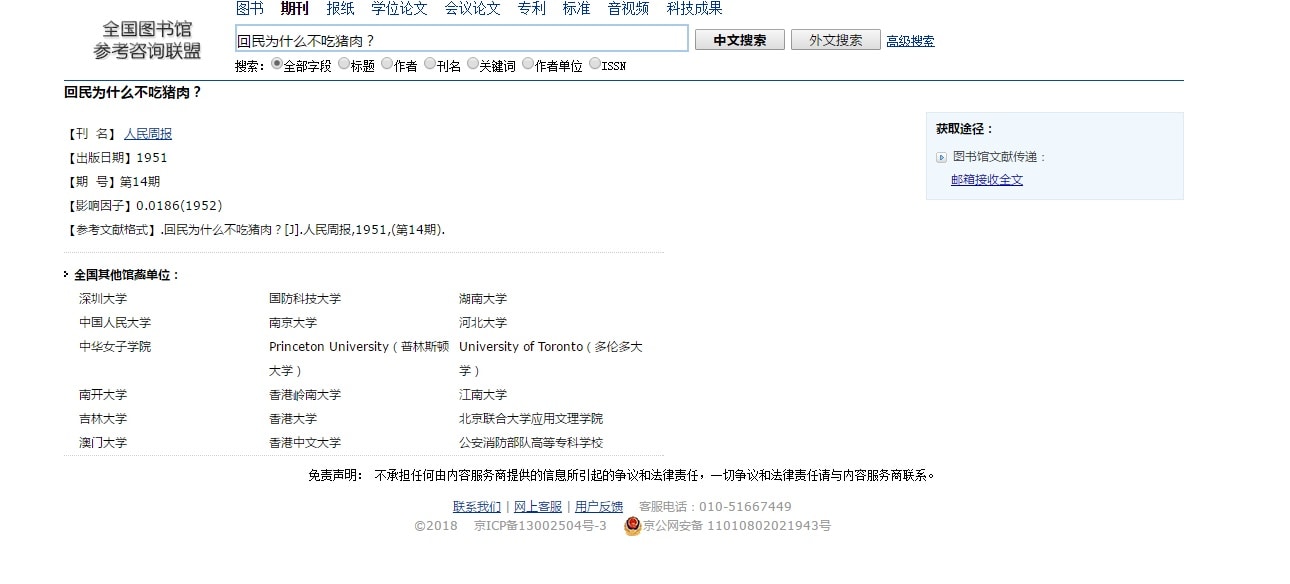 图书 期刊 报纸 学位论文 会议论文 专利 标准 音视频 科技成果
全国图书馆
参考咨询联盟
回民为什么不吃猪肉？ 中文搜索 外文搜索 高级搜索
搜索： 全部字段 标题 作者 刊名 关键词 作者单位 ISSN
回民为什么不吃猪肉？
【刊 名】 人民周报
【出版日期】1951
【期 号】第14期
【影响因子】0.0186(1952)
【参考文献格式】.回民为什么不吃猪肉？[J].人民周报,1951,(第14期).
获取途径：
图书馆文献传递：
邮箱接收全文
全国其他馆藏单位：
深圳大学 国防科技大学 湖南大学
中国人民大学 南京大学 河北大学
中华女子学院 Princeton University（普林斯顿 University of Toronto（多伦多大
大学） 学）
南开大学 香港岭南大学 江南大学
吉林大学 香港大学 北京联合大学应用文理学院
澳门大学 香港中文大学 公安消防部队高等专科学校
免责声明： 不承担任何由内容服务商提供的信息所引起的争议和法律责任，一切争议和法律责任请与内容服务商联系。
联系我们 | 网上客服 | 用户反馈 客服电话：010-51667449
©2018 京ICP备13002504号-3 京公网安备 11010802021943号